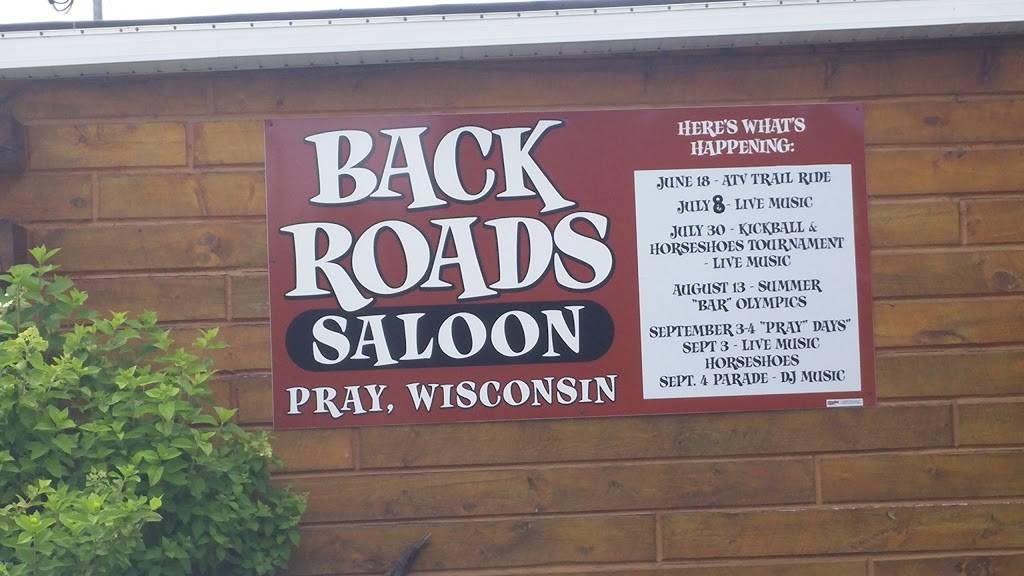 BACK
ROADS
SALOON
PRAY, WISCONSIN
HERE'S WHAT'S
HAPPENING:
JUNE 18 - ATV TRAIL RIDE
JULY 8 - LIVE MUSIC
JULY 30 - KICKBALL &
HORSESHOES TOURNAMENT
- LIVE MUSIC
AUGUST 13 - SUMMER
"BAR" OLYMPICS
SEPTEMBER 3-4 "PRAY" DAYS"
SEPT 3 - LIVE MUSIC
HORSESHOES
SEPT. 4 PARADE - DJ MUSIC